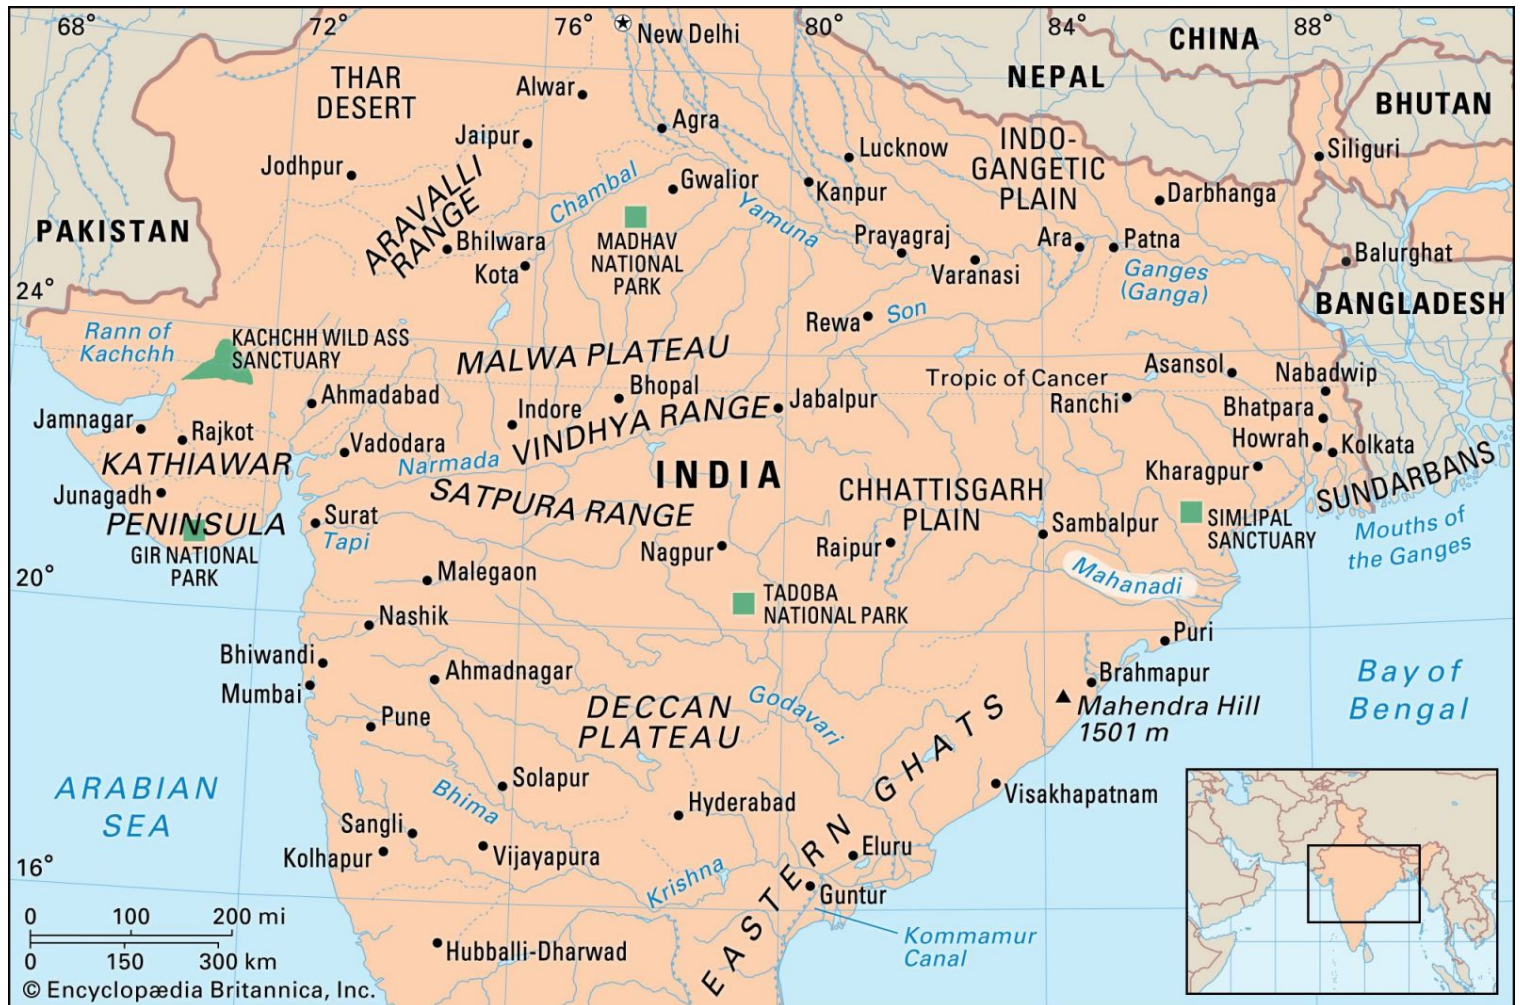 68°
72°
76°
80°
84°
88°
New Delhi
CHINA
NEPAL
BHUTAN
THAR
DESERT
Alwar
Agra
Jaipur
Lucknow
INDO-
GANGETIC
PLAIN
Siliguri
Jodhpur
ARAVALLI
RANGE
Chambal
Gwalior
Kanpur
Darbhanga
PAKISTAN
Bhilwara
Kota
MADHAV
NATIONAL
PARK
Yamuna
Prayagraj
Varanasi
Ara
Patna
Ganges
(Ganga)
Balurghat
BANGLADESH
24°
Rann of
Kachchh
KACHCHH WILD ASS
SANCTUARY
MALWA PLATEAU
Rewa
Son
Asansol
Nabadwip
Tropic of Cancer
Ranchi
Bhatpara
Howrah
Kolkata
Kharagpur
Ahmadabad
Indore
Bhopal
VINDHYA RANGE
Jabalpur
Jamnagar
Rajkot
Vadodara
Narmada
KATHIAWAR
PENINSULA
Junagadh
GIR NATIONAL
PARK
INDIA
SATPURA RANGE
Surat
Tapi
CHHATTISGARH
PLAIN
Sambalpur
SIMLIPAL
SANCTUARY
SUNDARBANS
Mouths of
the Ganges
Nagpur
Raipur
20°
Malegaon
TADOBA
NATIONAL PARK
Mahanadi
Nashik
Puri
Bhiwandi
Mumbai
Ahmadnagar
Brahmapur
Mahendra Hill
1501 m
Bay of
Bengal
Pune
DECCAN
PLATEAU
Godavari
EASTERN GHATS
ARABIAN
SEA
Solapur
Bhima
Hyderabad
Visakhapatnam
Sangli
Kolhapur
Vijayapura
Eluru
16°
Krishna
Guntur
Kommamur
Canal
0 100 200 mi
0 150 300 km
Hubballi-Dharwad
© Encyclopædia Britannica, Inc.